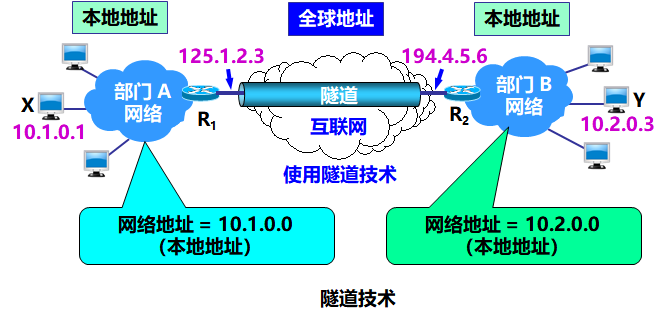 本地地址
全球地址
本地地址
125.1.2.3
194.4.5.6
部门 A
网络
隧道
部门 B
网络
X
10.1.0.1
R1
互联网
R2
Y
10.2.0.3
使用隧道技术
网络地址 = 10.1.0.0
（本地地址）
网络地址 = 10.2.0.0
（本地地址）
隧道技术